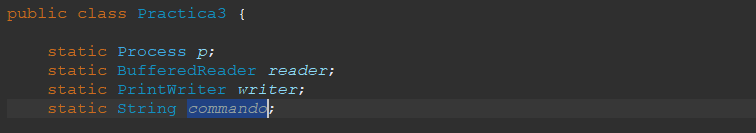 public class Practica3 {
static Process p;
static BufferedReader reader;
static PrintWriter writer;
static String commando;